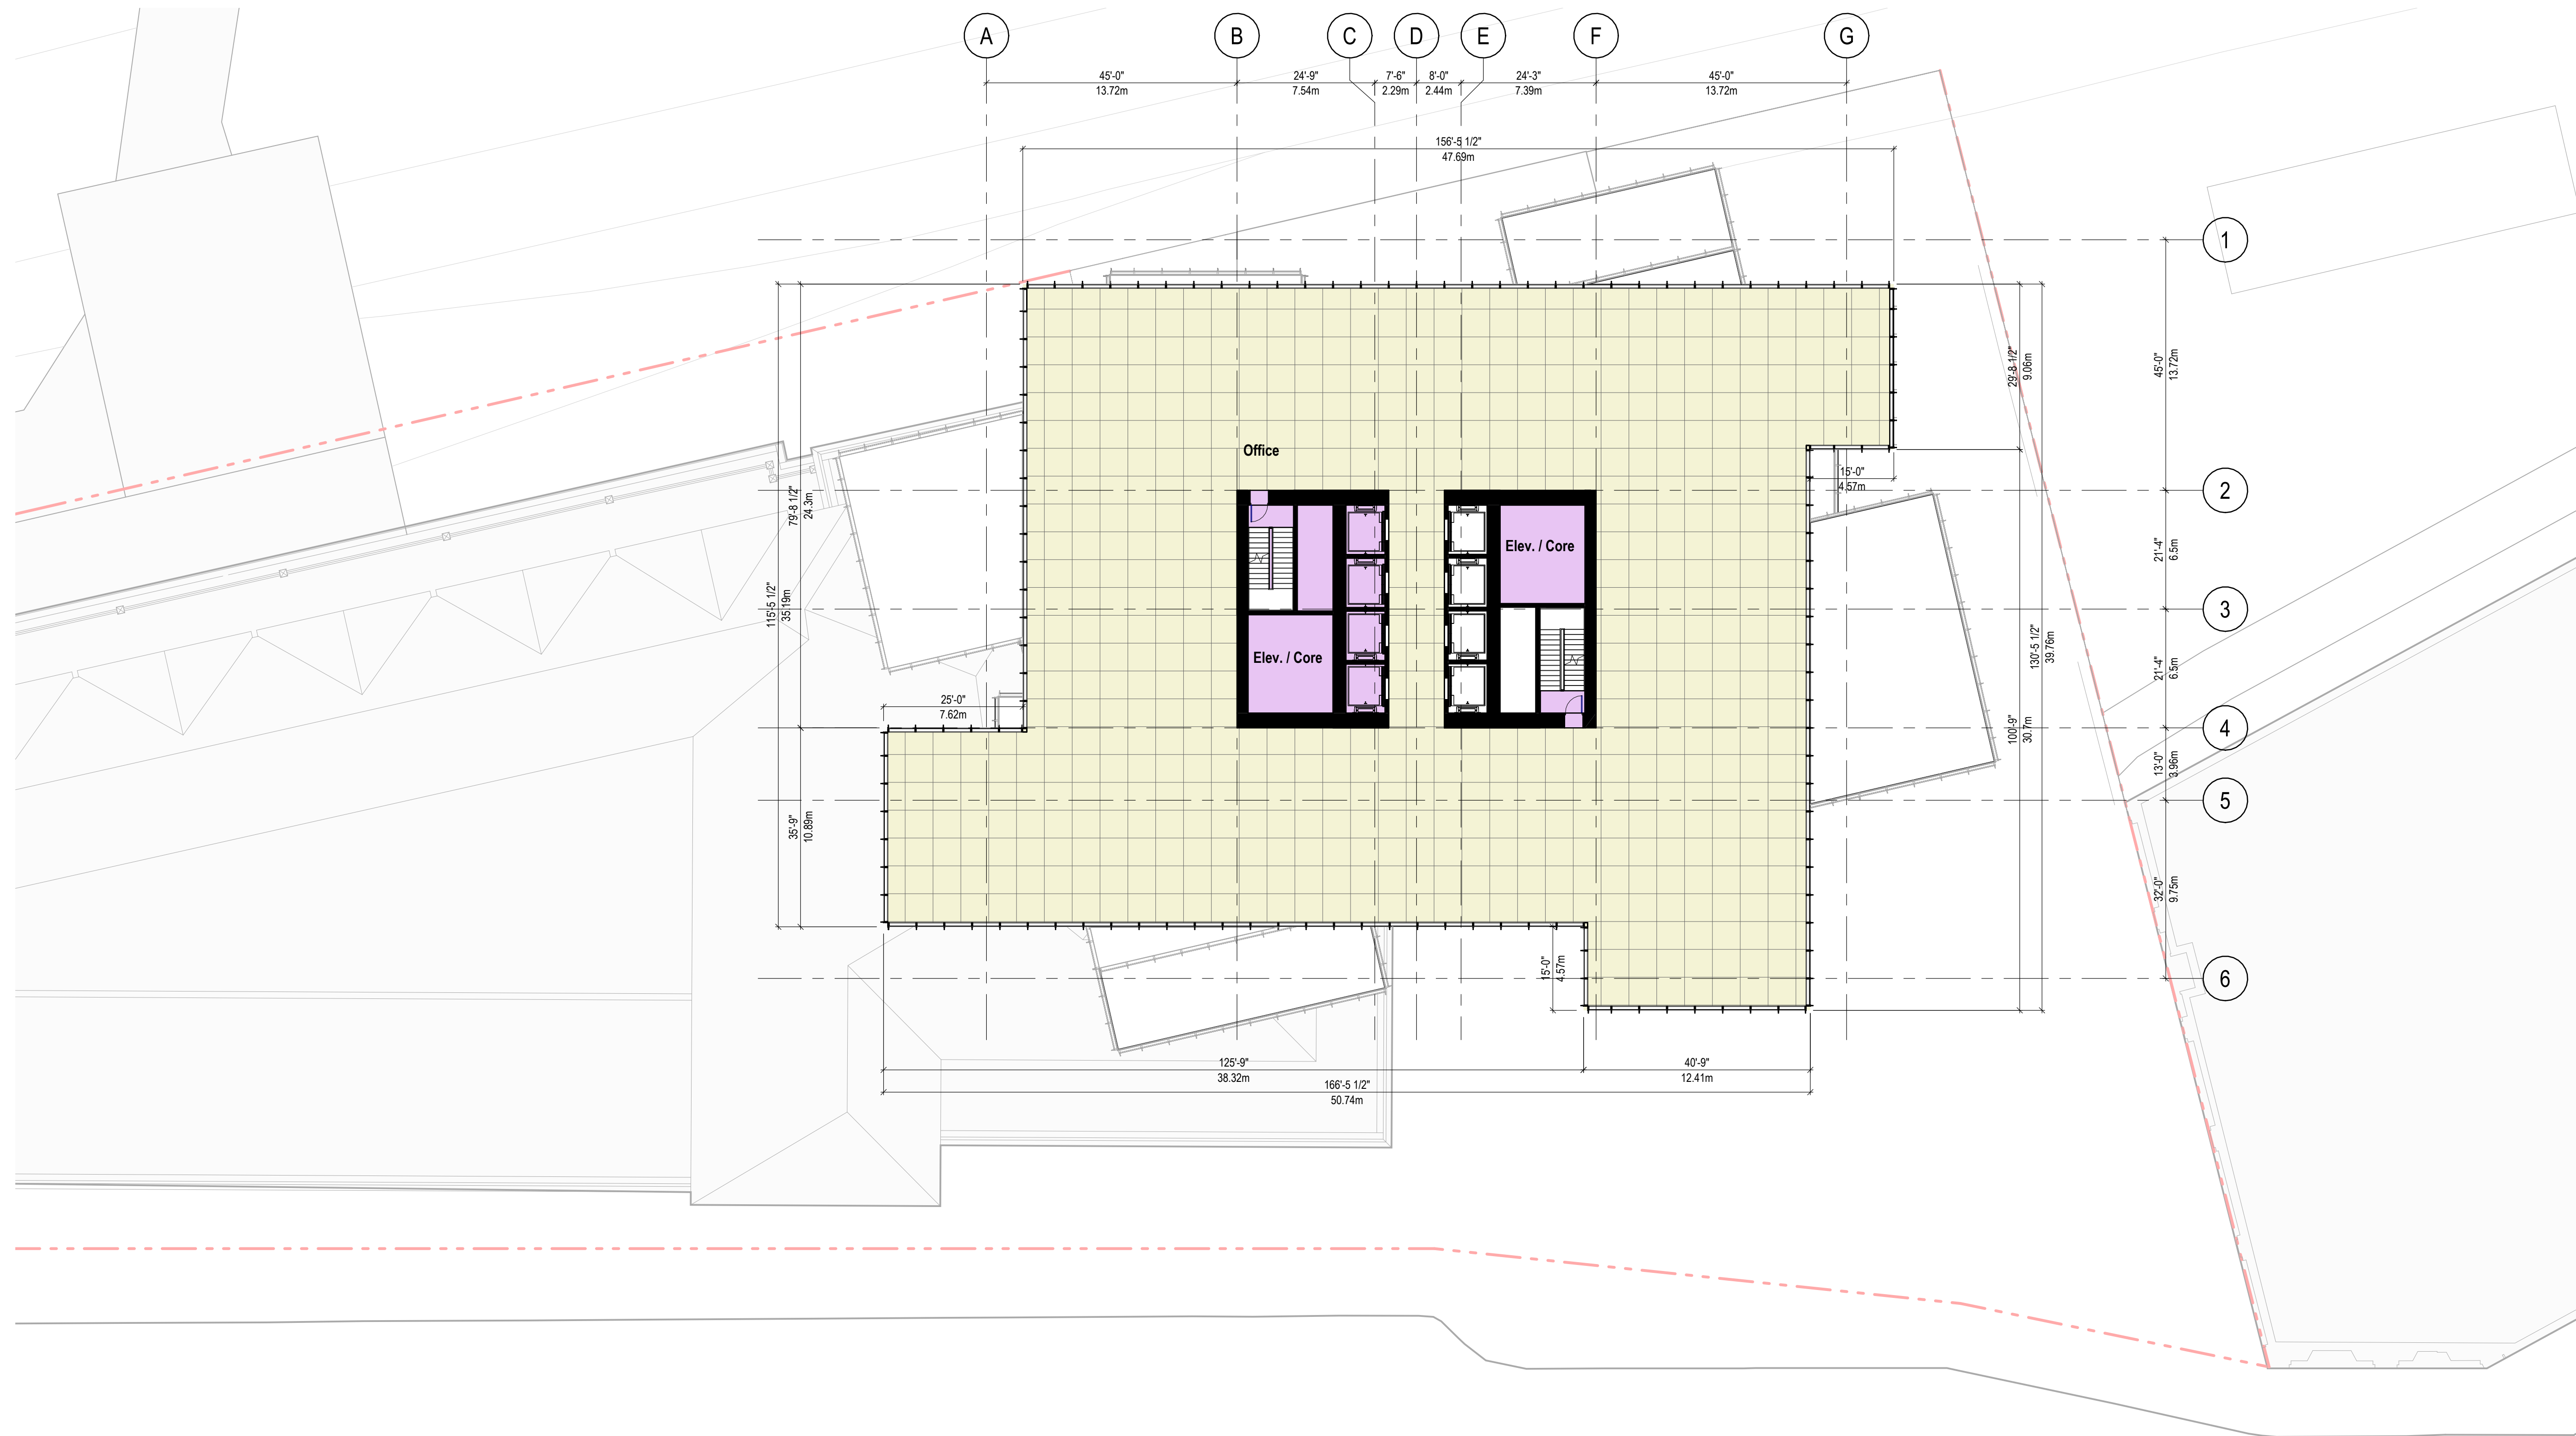 A B C D E F G
45'-0" 24'-9" 7'-6" 8'-0" 24'-3" 45'-0"
13.72m 7.54m 2.29m 2.44m 7.39m 13.72m
156'-5 1/2"
47.69m
1
45'-0"
13.72m
29'-8 1/2"
9.06m
Office
15'-0"
4.57m
2
79'-8 1/2"
24.3m
Elev. / Core
21'-4"
6.5m
115'-5 1/2"
35.19m
3
Elev. / Core
130'-5 1/2"
39.76m
21'-4"
6.5m
25'-0"
7.62m
100'-9"
30.7m
4
13'-0"
3.96m
5
35'-9"
10.89m
32'-0"
9.75m
15'-0"
4.57m
6
125'-9" 40'-9"
38.32m 12.41m
166'-5 1/2"
50.74m